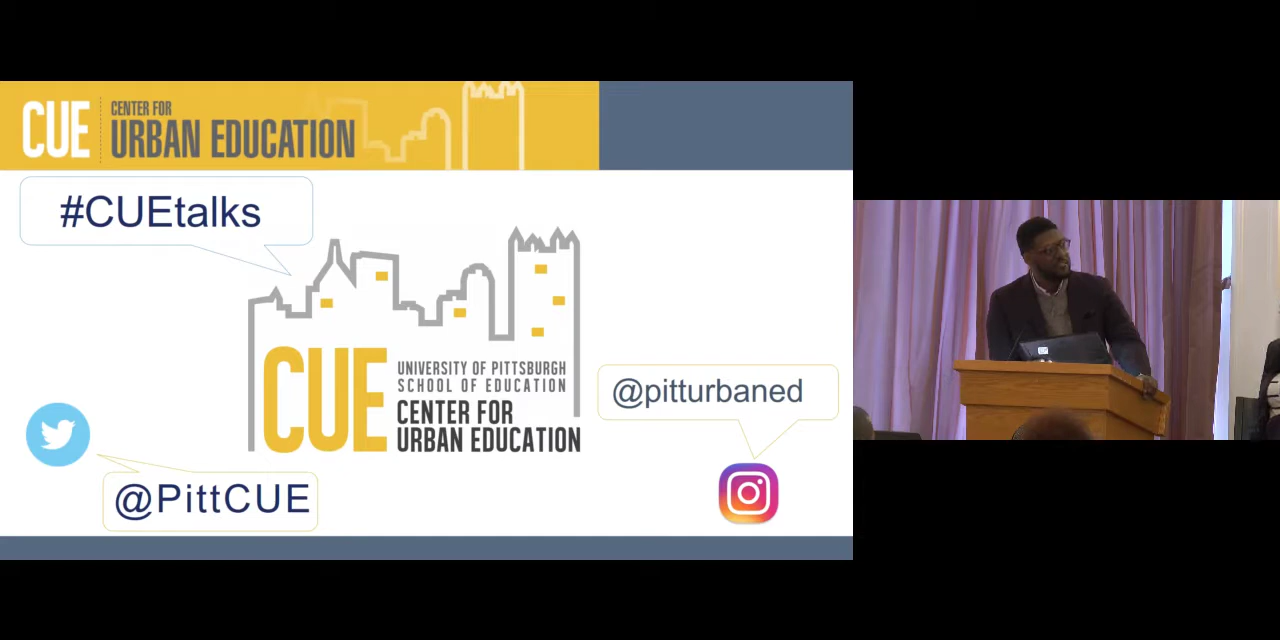 CUE
CENTER FOR
URBAN EDUCATION
#CUEtalks
CUE
UNIVERSITY OF PITTSBURGH
SCHOOL OF EDUCATION
CENTER FOR
URBAN EDUCATION
@pitturbaned
@PittCUE